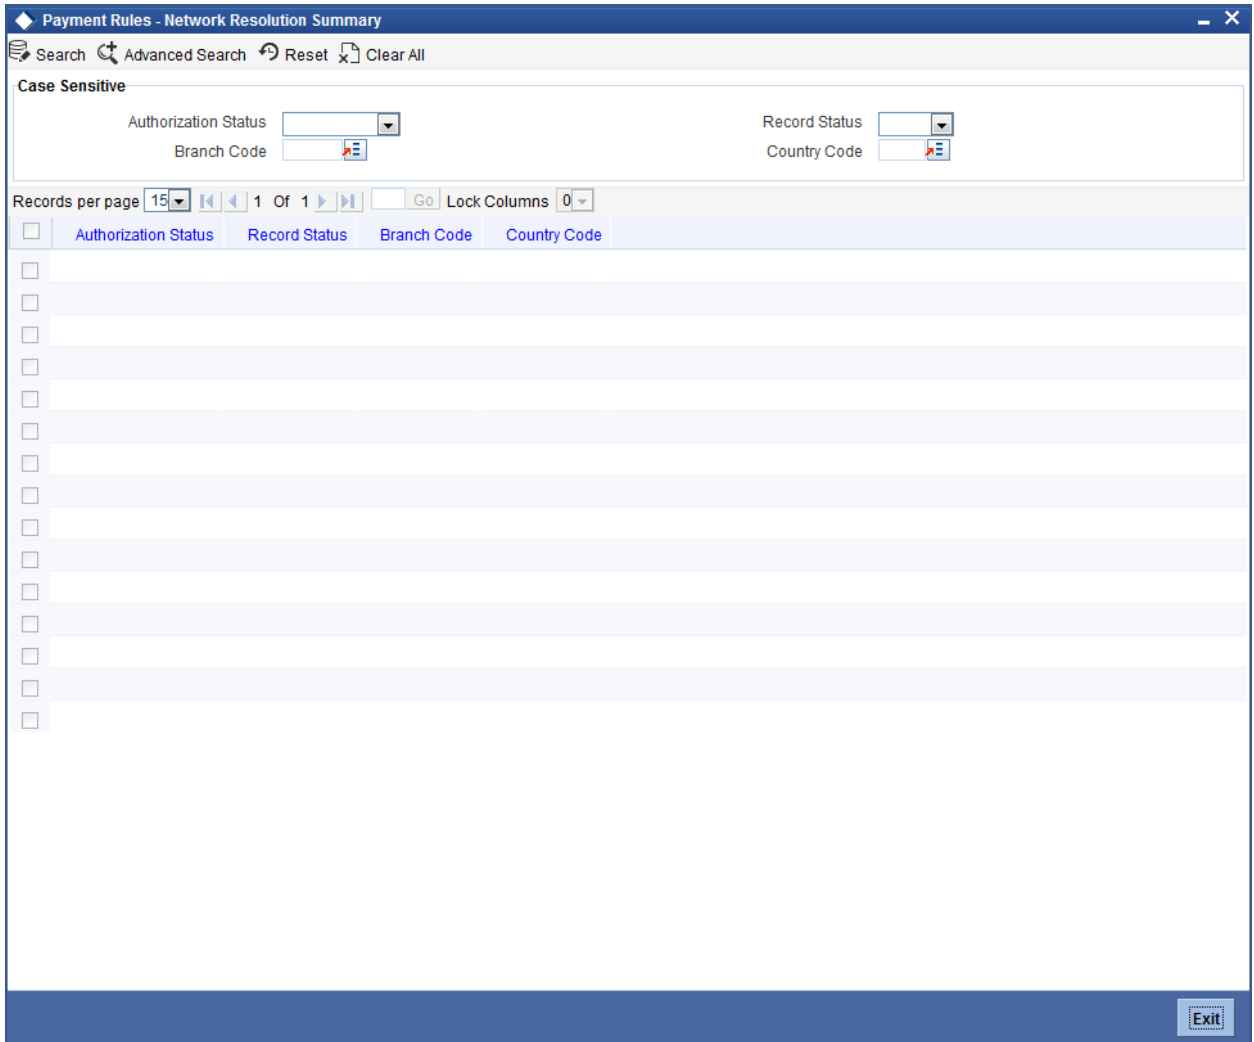 Payment Rules - Network Resolution Summary
Search Advanced Search Reset Clear All
Case Sensitive
Authorization Status Record Status
Branch Code Country Code
Records per page 15 1 Of 1 Go Lock Columns 0
Authorization Status Record Status Branch Code Country Code
Exit